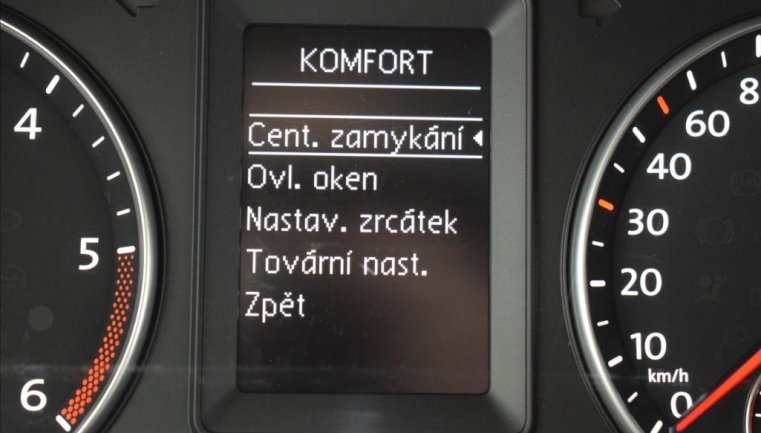 KOMFORT
Cent. zamykání
Ovl. oken
Nastav. zrcátek
Tovární nast.
Zpět
4
5
6
80
60
40
30
20
10
km/h
0